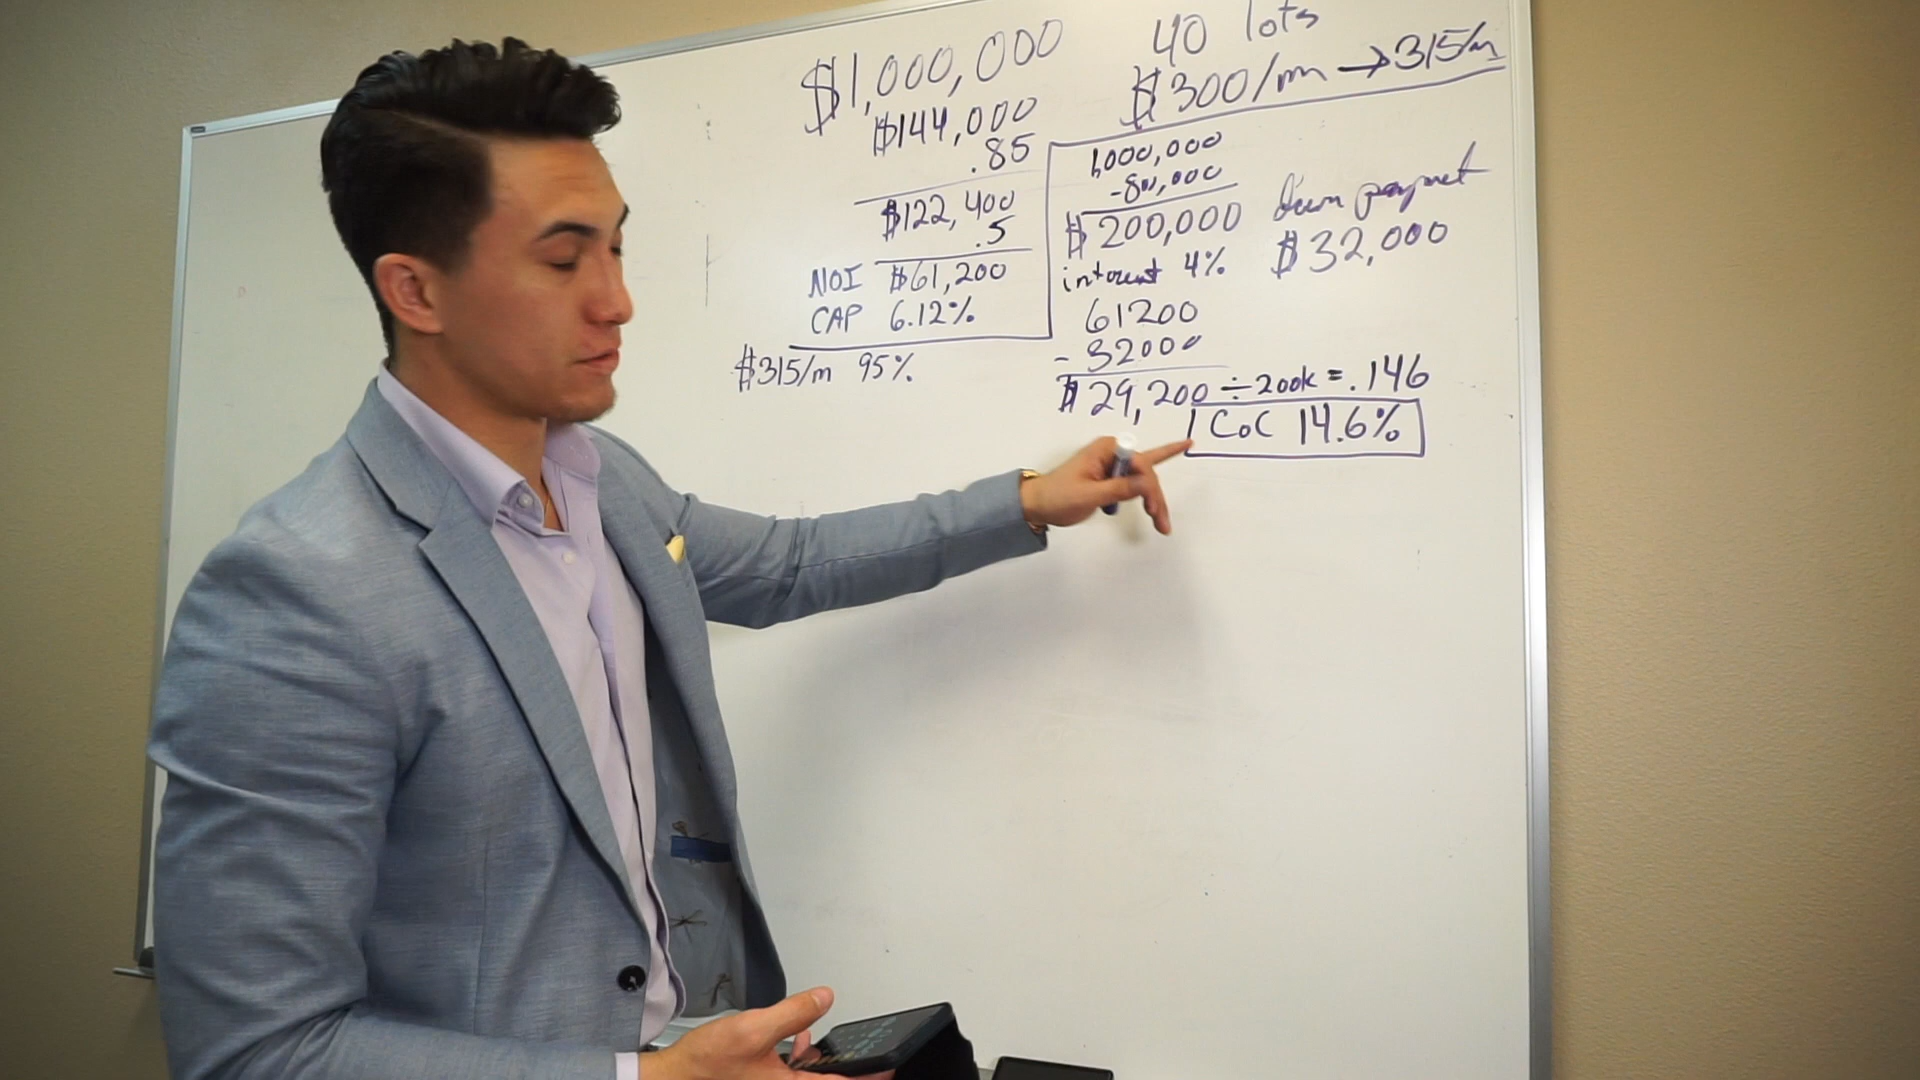 $1,000,000
$144,000
.85
$122,400
.5
NOI $61,200
CAP 6.12%
$315/m 95%
40 lots
$300/m → 315/m
1,000,000
-800,000
$200,000 down paymet
interest 4% $32,000
61200
- 32000
$29,200 ÷ 200k = .146
CoC 14.6%